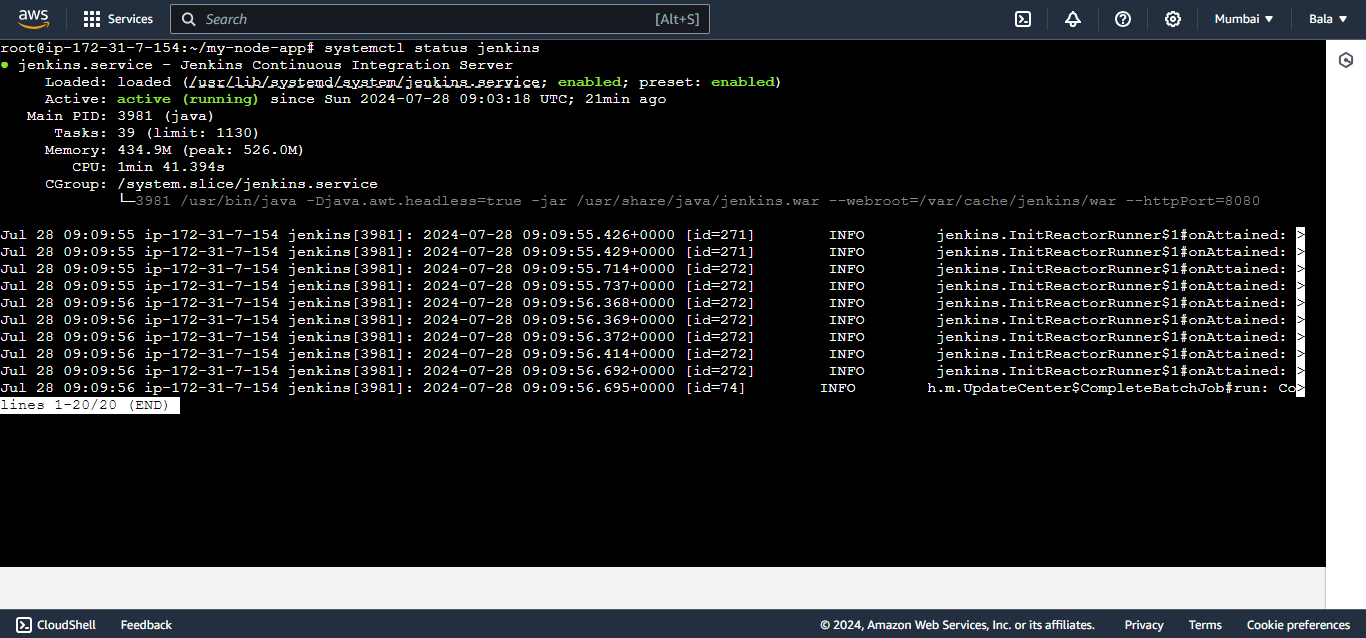 aws Services Search [Alt+S] Mumbai ▼ Bala ▼
root@ip-172-31-7-154:~/my-node-app# systemctl status jenkins
● jenkins.service - Jenkins Continuous Integration Server
Loaded: loaded (/usr/lib/systemd/system/jenkins.service; enabled; preset: enabled)
Active: active (running) since Sun 2024-07-28 09:03:18 UTC; 21min ago
Main PID: 3981 (java)
Tasks: 39 (limit: 1130)
Memory: 434.9M (peak: 526.0M)
CPU: 1min 41.394s
CGroup: /system.slice/jenkins.service
└─3981 /usr/bin/java -Djava.awt.headless=true -jar /usr/share/java/jenkins.war --webroot=/var/cache/jenkins/war --httpPort=8080
Jul 28 09:09:55 ip-172-31-7-154 jenkins[3981]: 2024-07-28 09:09:55.426+0000 [id=271] INFO jenkins.InitReactorRunner$1#onAttained: >
Jul 28 09:09:55 ip-172-31-7-154 jenkins[3981]: 2024-07-28 09:09:55.429+0000 [id=271] INFO jenkins.InitReactorRunner$1#onAttained: >
Jul 28 09:09:55 ip-172-31-7-154 jenkins[3981]: 2024-07-28 09:09:55.714+0000 [id=272] INFO jenkins.InitReactorRunner$1#onAttained: >
Jul 28 09:09:55 ip-172-31-7-154 jenkins[3981]: 2024-07-28 09:09:55.737+0000 [id=272] INFO jenkins.InitReactorRunner$1#onAttained: >
Jul 28 09:09:56 ip-172-31-7-154 jenkins[3981]: 2024-07-28 09:09:56.368+0000 [id=272] INFO jenkins.InitReactorRunner$1#onAttained: >
Jul 28 09:09:56 ip-172-31-7-154 jenkins[3981]: 2024-07-28 09:09:56.369+0000 [id=272] INFO jenkins.InitReactorRunner$1#onAttained: >
Jul 28 09:09:56 ip-172-31-7-154 jenkins[3981]: 2024-07-28 09:09:56.372+0000 [id=272] INFO jenkins.InitReactorRunner$1#onAttained: >
Jul 28 09:09:56 ip-172-31-7-154 jenkins[3981]: 2024-07-28 09:09:56.414+0000 [id=272] INFO jenkins.InitReactorRunner$1#onAttained: >
Jul 28 09:09:56 ip-172-31-7-154 jenkins[3981]: 2024-07-28 09:09:56.692+0000 [id=272] INFO jenkins.InitReactorRunner$1#onAttained: >
Jul 28 09:09:56 ip-172-31-7-154 jenkins[3981]: 2024-07-28 09:09:56.695+0000 [id=74] INFO h.m.UpdateCenter$CompleteBatchJob#run: Co>
lines 1-20/20 (END)
CloudShell Feedback © 2024, Amazon Web Services, Inc. or its affiliates. Privacy Terms Cookie preferences